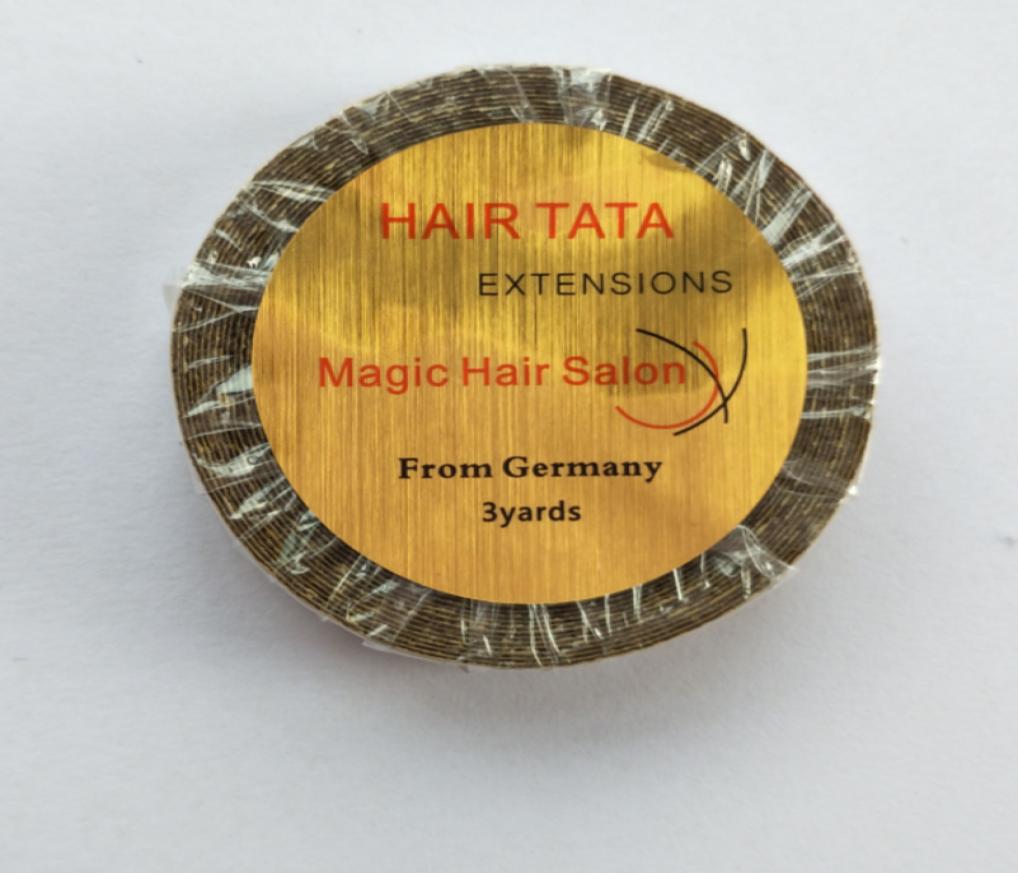 HAIR TATA
EXTENSIONS
Magic Hair Salon
From Germany
3yards